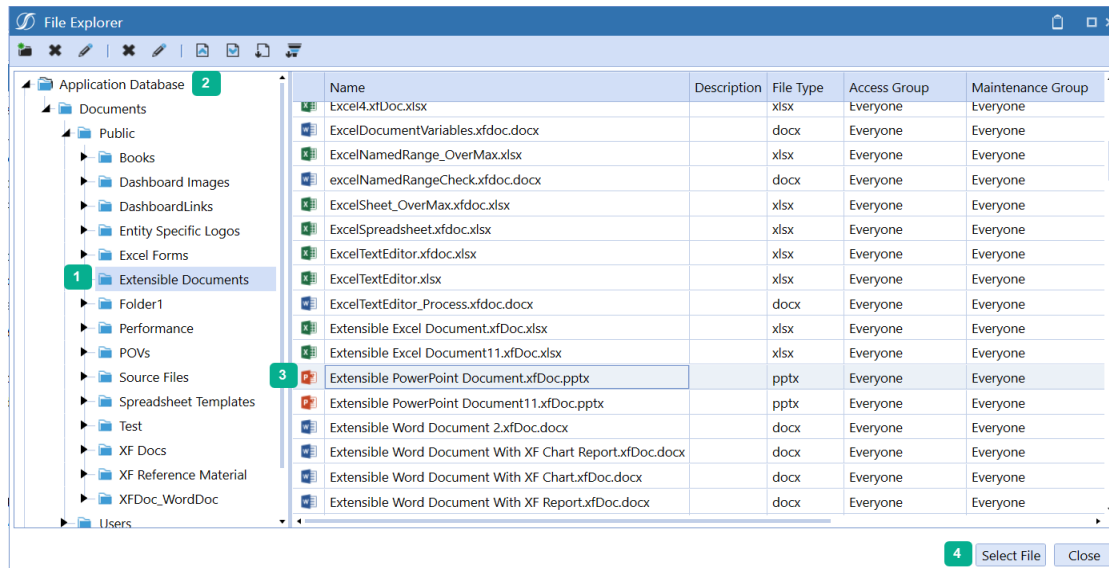 File Explorer
Name Description File Type Access Group Maintenance Group
Application Database 2
Documents
Public
Books
Dashboard Images
DashboardLinks
Entity Specific Logos
Excel Forms
1 Extensible Documents
Folder1
Performance
POVs
Source Files
Spreadsheet Templates
Test
XF Docs
XF Reference Material
XFDoc_WordDoc
Users
Excel4.xfDoc.xlsx xlsx Everyone Everyone
ExcelDocumentVariables.xfdoc.docx docx Everyone Everyone
ExcelNamedRange_OverMax.xlsx xlsx Everyone Everyone
excelNamedRangeCheck.xfdoc.docx docx Everyone Everyone
ExcelSheet_OverMax.xfdoc.xlsx xlsx Everyone Everyone
ExcelSpreadsheet.xfdoc.xlsx xlsx Everyone Everyone
ExcelTextEditor.xfdoc.xlsx xlsx Everyone Everyone
ExcelTextEditor.xlsx xlsx Everyone Everyone
ExcelTextEditor_Process.xfdoc.docx docx Everyone Everyone
Extensible Excel Document.xfDoc.xlsx xlsx Everyone Everyone
Extensible Excel Document11.xfDoc.xlsx xlsx Everyone Everyone
3 Extensible PowerPoint Document.xfDoc.pptx pptx Everyone Everyone
Extensible PowerPoint Document11.xfDoc.pptx pptx Everyone Everyone
Extensible Word Document 2.xfDoc.docx docx Everyone Everyone
Extensible Word Document With XF Chart Report.xfDoc.docx docx Everyone Everyone
Extensible Word Document With XF Chart.xfDoc.docx docx Everyone Everyone
Extensible Word Document With XF Report.xfDoc.docx docx Everyone Everyone
4 Select File Close